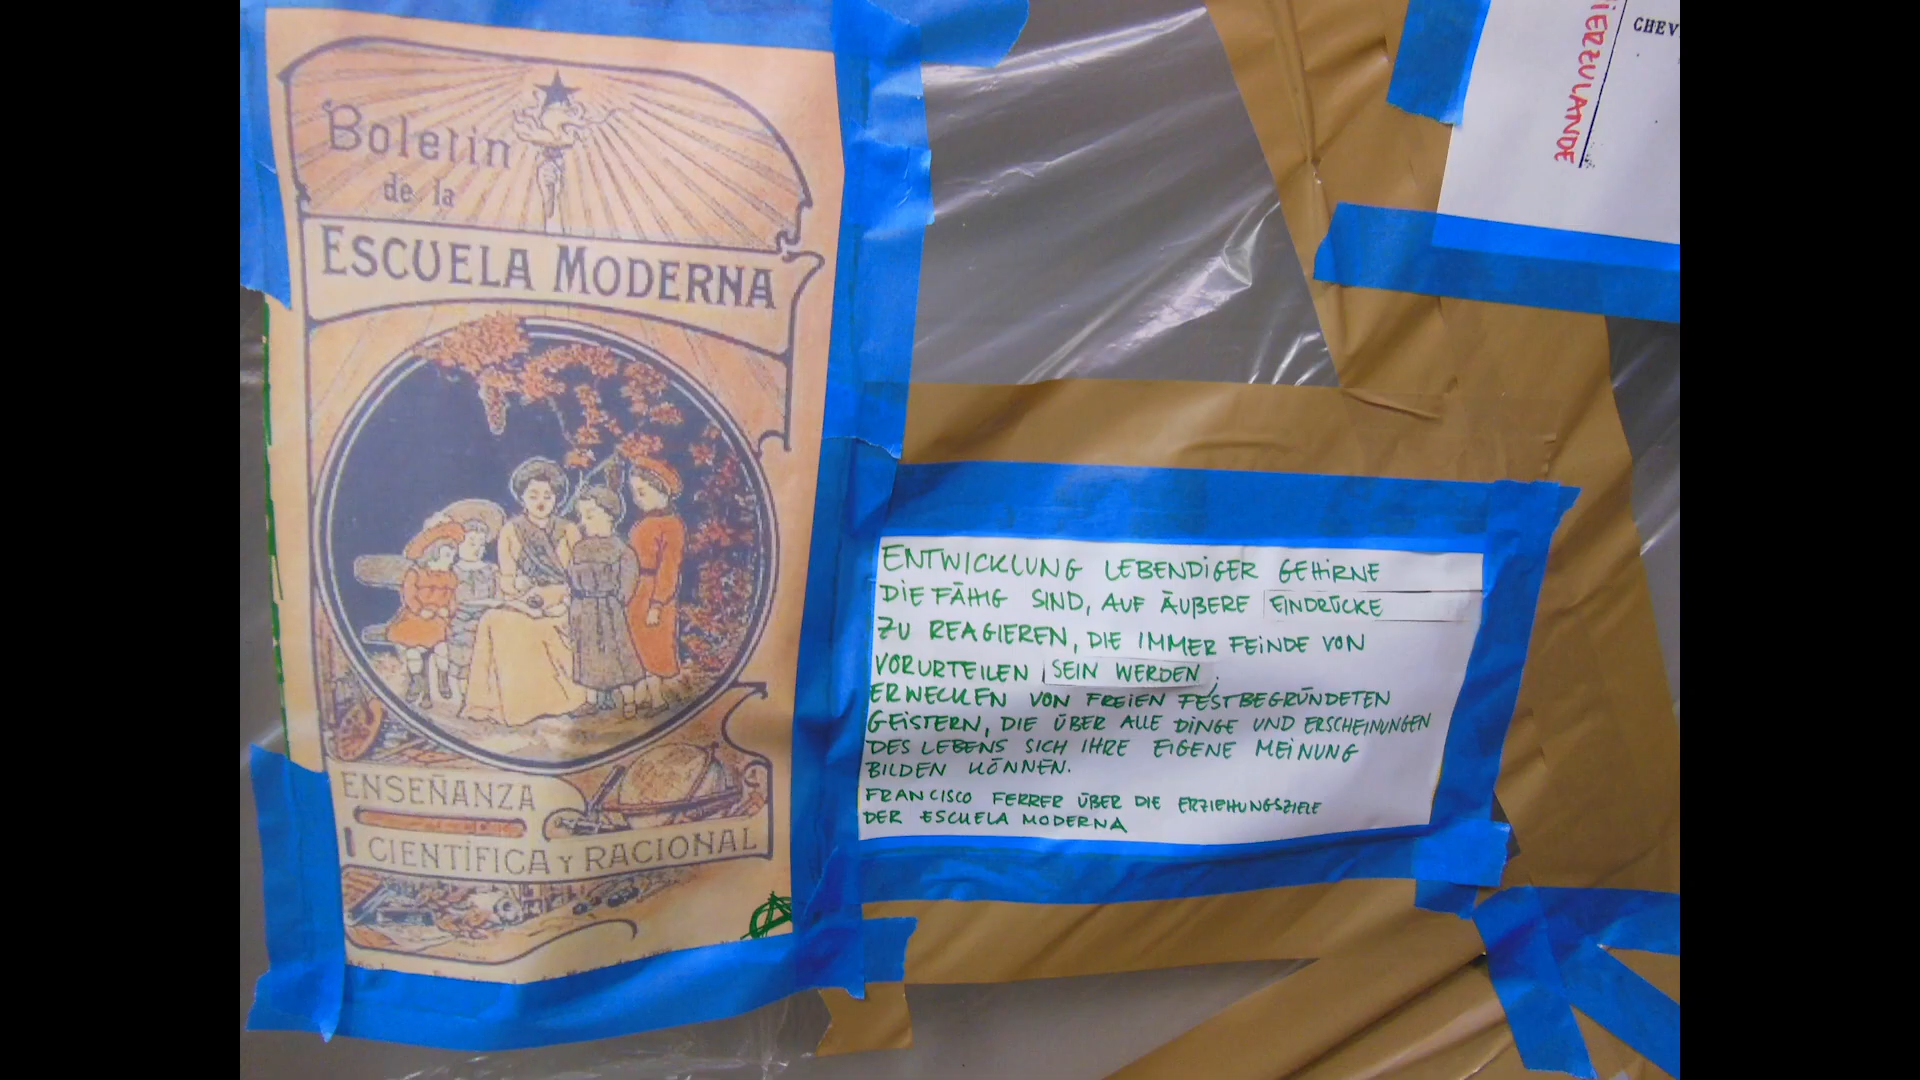 Boletin
de la
ESCUELA MODERNA
ENSEÑANZA
CIENTÍFICA Y RACIONAL
ENTWICKLUNG LEBENDIGER GEHIRNE
DIE FÄHIG SIND, AUF ÄUßERE EINDRÜCKE
ZU REAGIEREN, DIE IMMER FEINDE VON
VORURTEILEN SEIN WERDEN;
ERWECKEN VON FREIEN FESTBEGRÜNDETEN
GEISTERN, DIE ÜBER ALLE DINGE UND ERSCHEINUNGEN
DES LEBENS SICH IHRE EIGENE MEINUNG
BILDEN KÖNNEN.
FRANCISCO FERRER ÜBER DIE ERZIEHUNGSZIELE
DER ESCUELA MODERNA
HIERZULANDE
CHEV